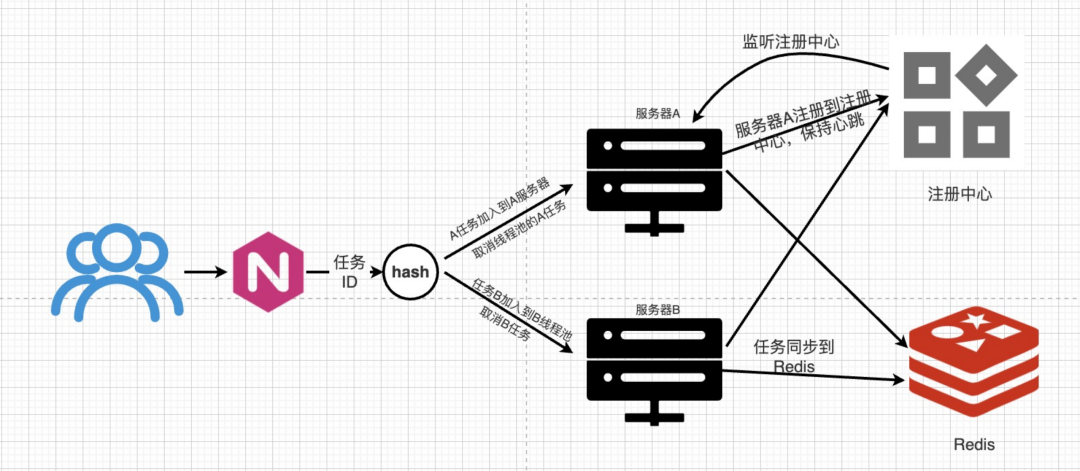 监听注册中心
服务器A
服务器A注册到注册
中心，保持心跳
注册中心
A任务加入到A服务器
取消线程池的A任务
N
任务
ID
hash
任务B加入到B线程池
取消B任务
服务器B
任务同步到
Redis
Redis